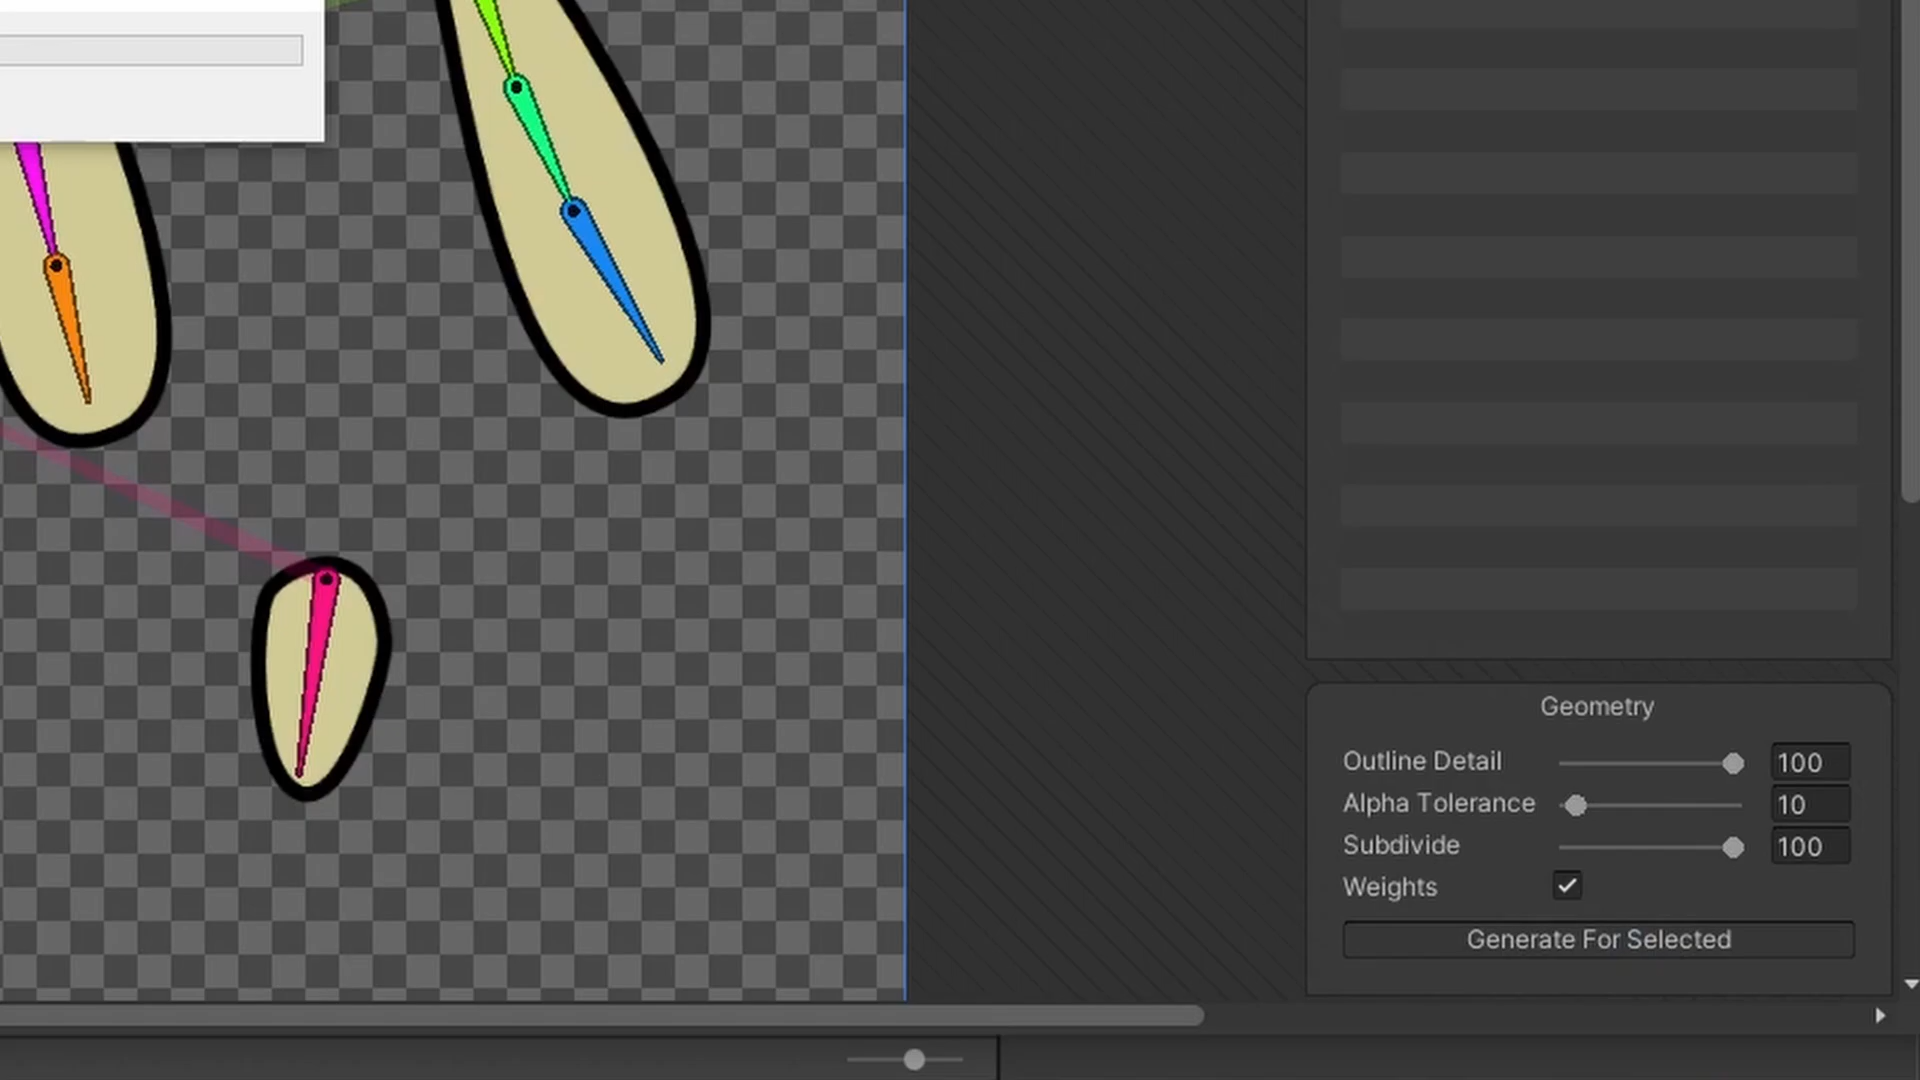 Geometry
Outline Detail 100
Alpha Tolerance 10
Subdivide 100
Weights
Generate For Selected